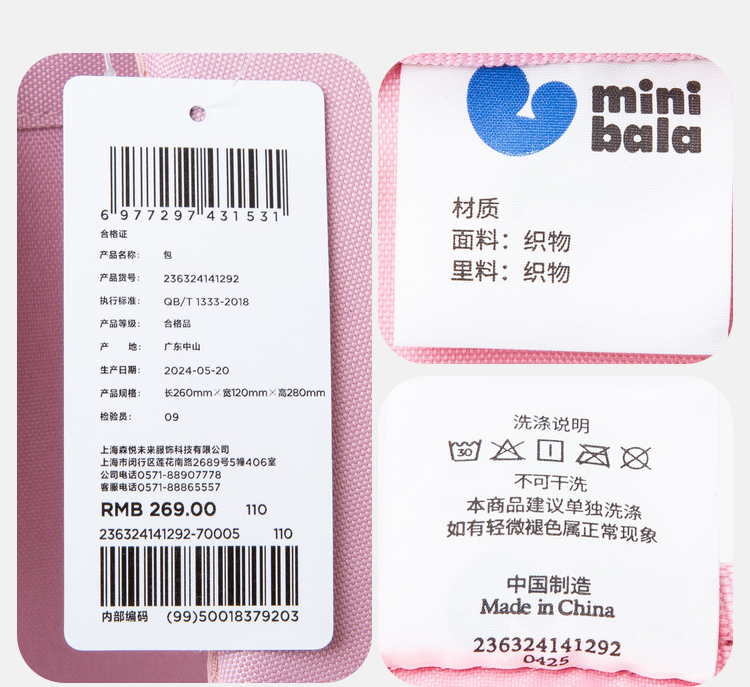 6 977297 431531
合格证
产品名称： 包
产品货号： 236324141292
执行标准： QB/T 1333-2018
产品等级： 合格品
产 地： 广东中山
生产日期： 2024-05-20
产品规格： 长260mm×宽120mm×高280mm
检验员： 09
上海森悦未来服饰科技有限公司
上海市闵行区莲花南路2689号5幢406室
公司电话0571-88907778
客服电话0571-88865557
RMB 269.00 110
236324141292-70005 110
内部编码 (99)50018379203
mini
bala
材质
面料：织物
里料：织物
洗涤说明
30
不可干洗
本商品建议单独洗涤
如有轻微褪色属正常现象
中国制造
Made in China
236324141292
0425